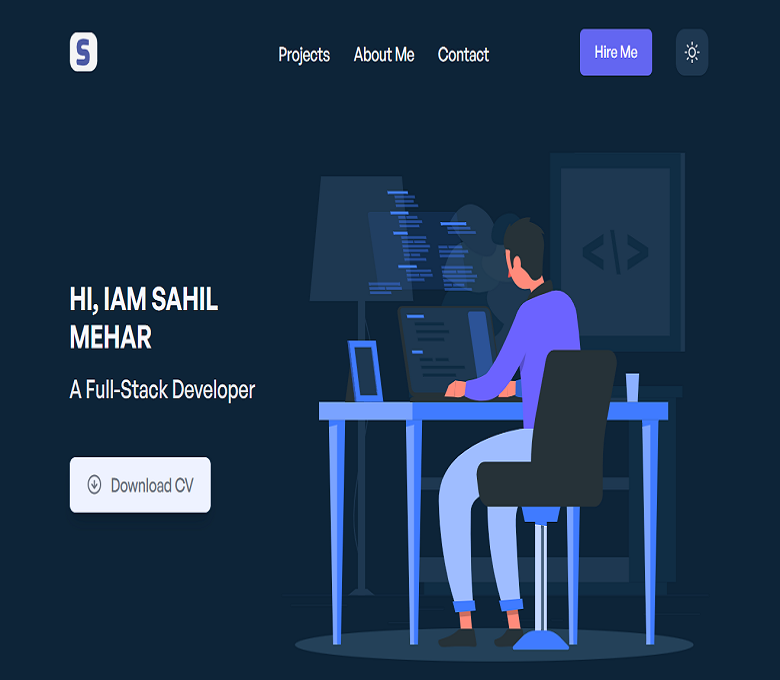 S
Projects About Me Contact Hire Me
</>
HI, IAM SAHIL
MEHAR
A Full-Stack Developer
Download CV